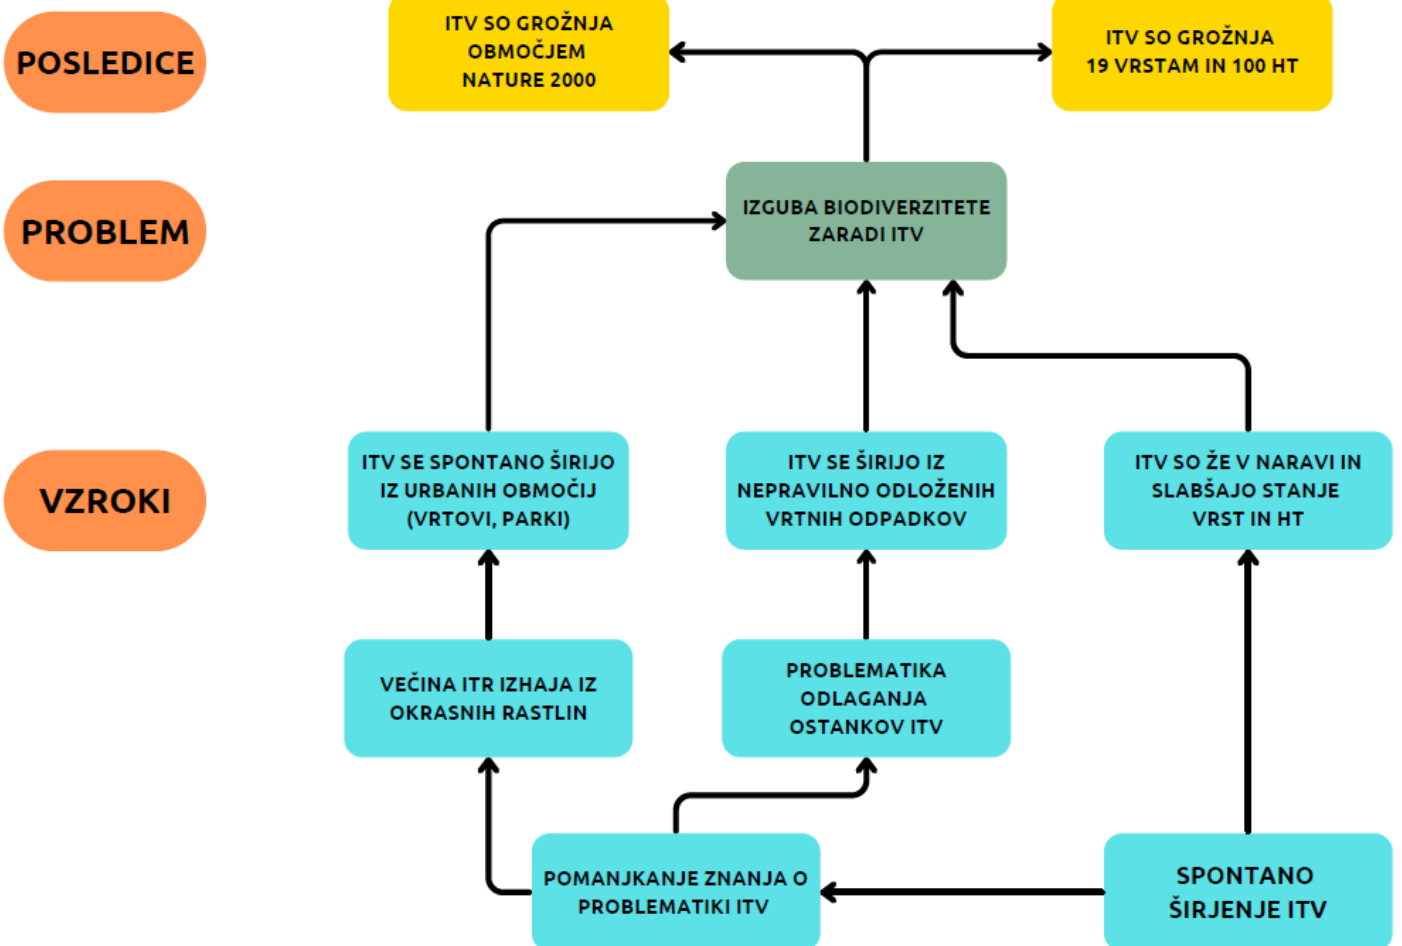 POSLEDICE
ITV SO GROŽNJA
OBMOČJEM
NATURE 2000
ITV SO GROŽNJA
19 VRSTAM IN 100 HT
PROBLEM
IZGUBA BIODIVERZITETE
ZARADI ITV
VZROKI
ITV SE SPONTANO ŠIRIJO
IZ URBANIH OBMOČIJ
(VRTOVI, PARKI)
ITV SE ŠIRIJO IZ
NEPRAVILNO ODLOŽENIH
VRTNIH ODPADKOV
ITV SO ŽE V NARAVI IN
SLABŠAJO STANJE
VRST IN HT
VEČINA ITR IZHAJA IZ
OKRASNIH RASTLIN
PROBLEMATIKA
ODLAGANJA
OSTANKOV ITV
POMANJKANJE ZNANJA O
PROBLEMATIKI ITV
SPONTANO
ŠIRJENJE ITV